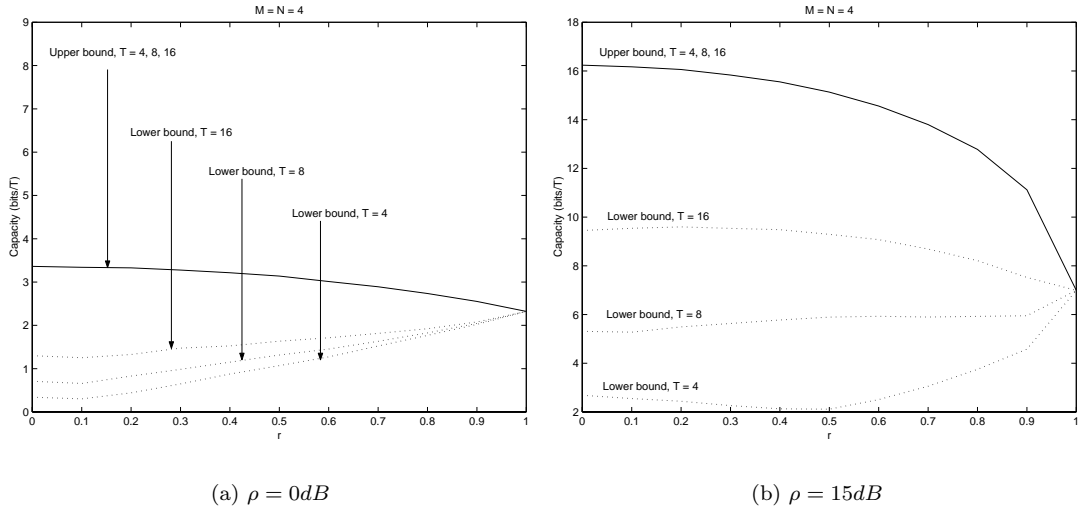 M = N = 4
9
8
7
6
5
4
3
2
1
0
Capacity (bits/T)
Upper bound, T = 4, 8, 16
Lower bound, T = 16
Lower bound, T = 8
Lower bound, T = 4
0 0.1 0.2 0.3 0.4 0.5 0.6 0.7 0.8 0.9 1
r
(a) ρ = 0dB
M = N = 4
18
16
14
12
10
8
6
4
2
Capacity (bits/T)
Upper bound, T = 4, 8, 16
Lower bound, T = 16
Lower bound, T = 8
Lower bound, T = 4
0 0.1 0.2 0.3 0.4 0.5 0.6 0.7 0.8 0.9 1
r
(b) ρ = 15dB